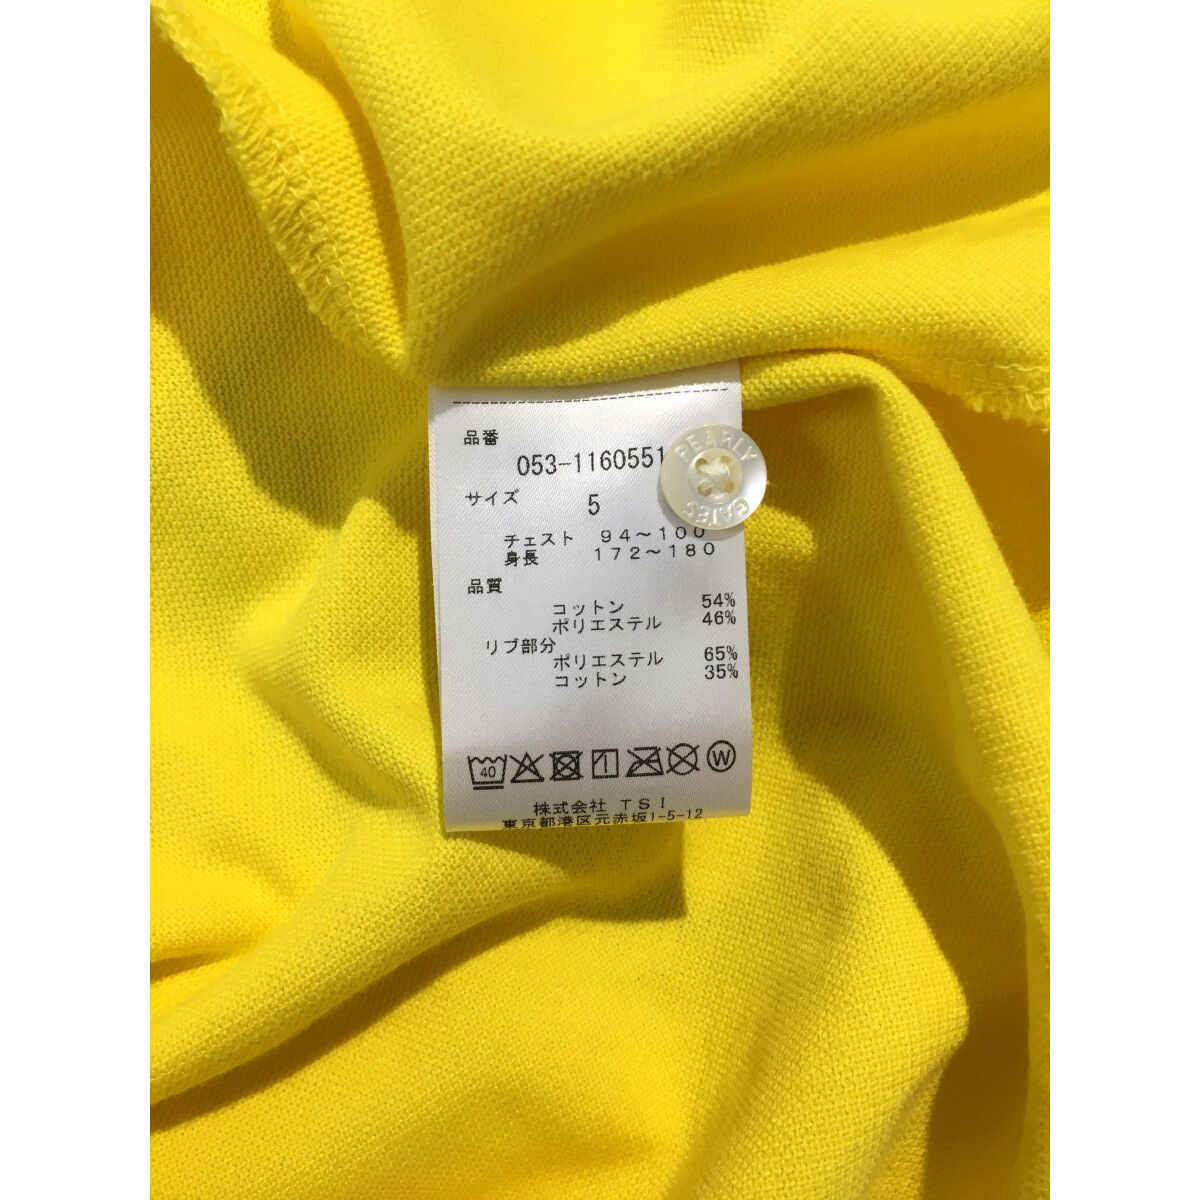 品番
053-1160551
PEARLY
GATES
サイズ 5
チェスト 94～100
身長 172～180
品質
コットン 54%
ポリエステル 46%
リブ部分
ポリエステル 65%
コットン 35%
40 W
株式会社 TSI
東京都港区元赤坂1-5-12